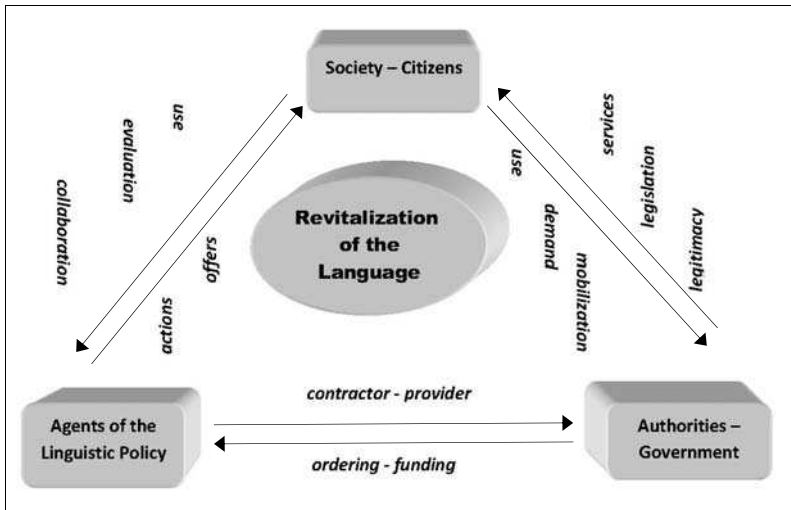 Society – Citizens
use
evaluation
collaboration
services
legislation
legitimacy
use
demand
mobilization
Revitalization
of the
Language
offers
actions
contractor - provider
Agents of the
Linguistic Policy
Authorities –
Government
ordering - funding